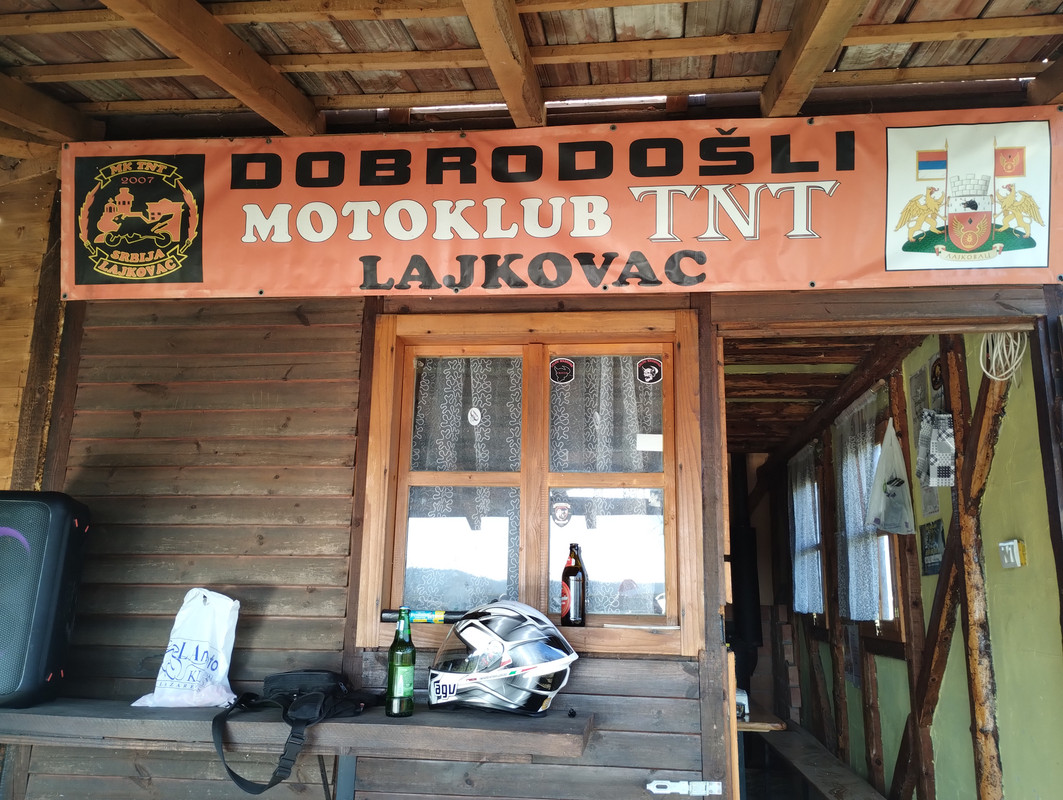 DOBRODOŠLI
MOTOKLUB TNT
LAJKOVAC
MK TNT
2007
SRBIJA
LAJKOVAC
agv